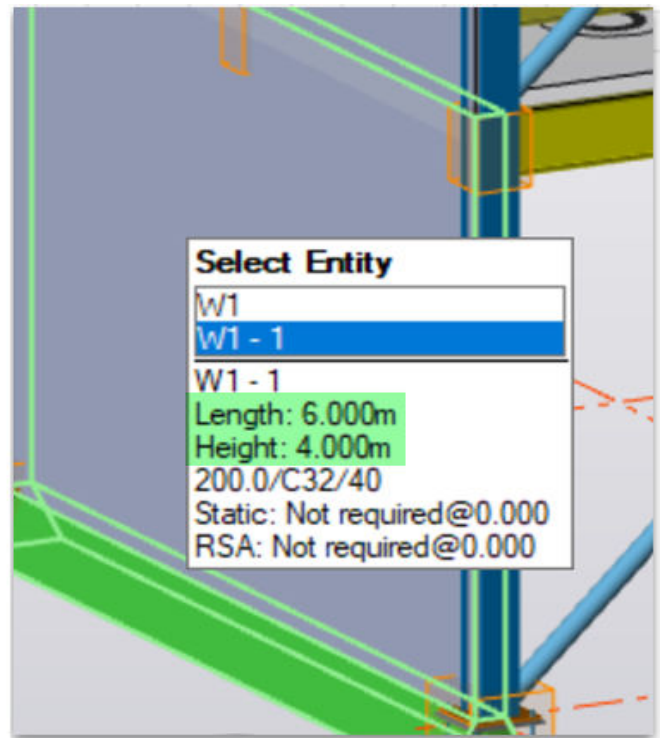 Select Entity
W1
W1 - 1
W1 - 1
Length: 6.000m
Height: 4.000m
200.0/C32/40
Static: Not required@0.000
RSA: Not required@0.000